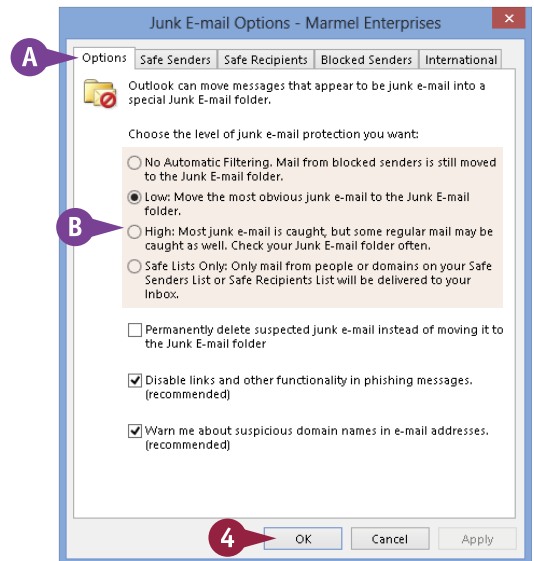 Junk E-mail Options - Marmel Enterprises
×
A
Options
Safe Senders
Safe Recipients
Blocked Senders
International
Outlook can move messages that appear to be junk e-mail into a
special Junk E-mail folder.
Choose the level of junk e-mail protection you want:
No Automatic Filtering. Mail from blocked senders is still moved
to the Junk E-mail folder.
Low: Move the most obvious junk e-mail to the Junk E-mail
folder.
B
High: Most junk e-mail is caught, but some regular mail may be
caught as well. Check your Junk E-mail folder often.
Safe Lists Only: Only mail from people or domains on your Safe
Senders List or Safe Recipients List will be delivered to your
Inbox.
Permanently delete suspected junk e-mail instead of moving it to
the Junk E-mail folder
Disable links and other functionality in phishing messages.
(recommended)
Warn me about suspicious domain names in e-mail addresses.
(recommended)
4
OK
Cancel
Apply